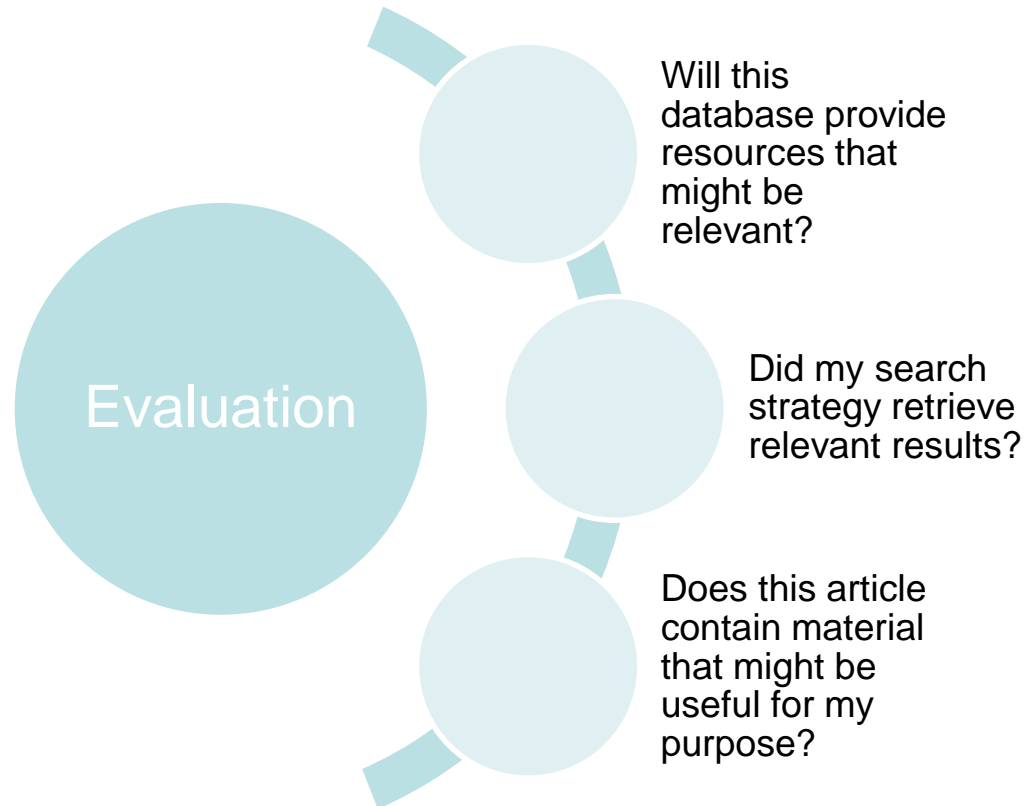 Evaluation
Will this
database provide
resources that
might be
relevant?
Did my search
strategy retrieve
relevant results?
Does this article
contain material
that might be
useful for my
purpose?